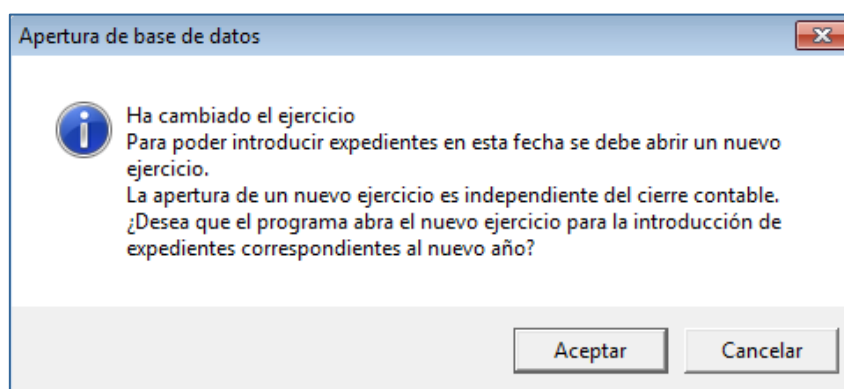 Apertura de base de datos
Ha cambiado el ejercicio
Para poder introducir expedientes en esta fecha se debe abrir un nuevo
ejercicio.
La apertura de un nuevo ejercicio es independiente del cierre contable.
¿Desea que el programa abra el nuevo ejercicio para la introducción de
expedientes correspondientes al nuevo año?
Aceptar Cancelar